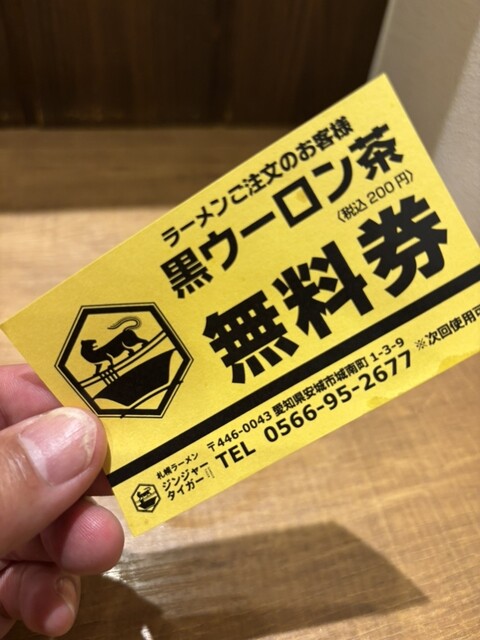 ラーメンご注文のお客様
黒ウーロン茶
〈税込200円〉
無料券
札幌ラーメン
ジンジャー
タイガー
〒446-0043 愛知県安城市城南町 1-3-9
TEL 0566-95-2677
※次回使用可